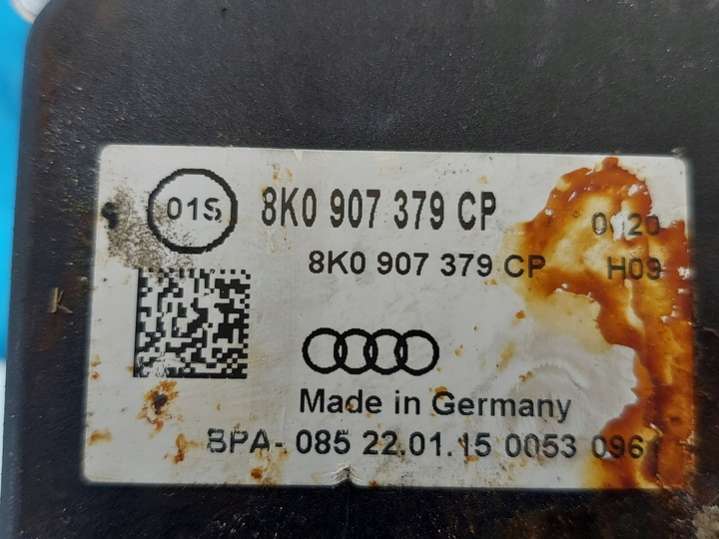 01S 8K0 907 379 CP
8K0 907 379 CP H09
Made in Germany
BPA- 085 22.01.15 0053